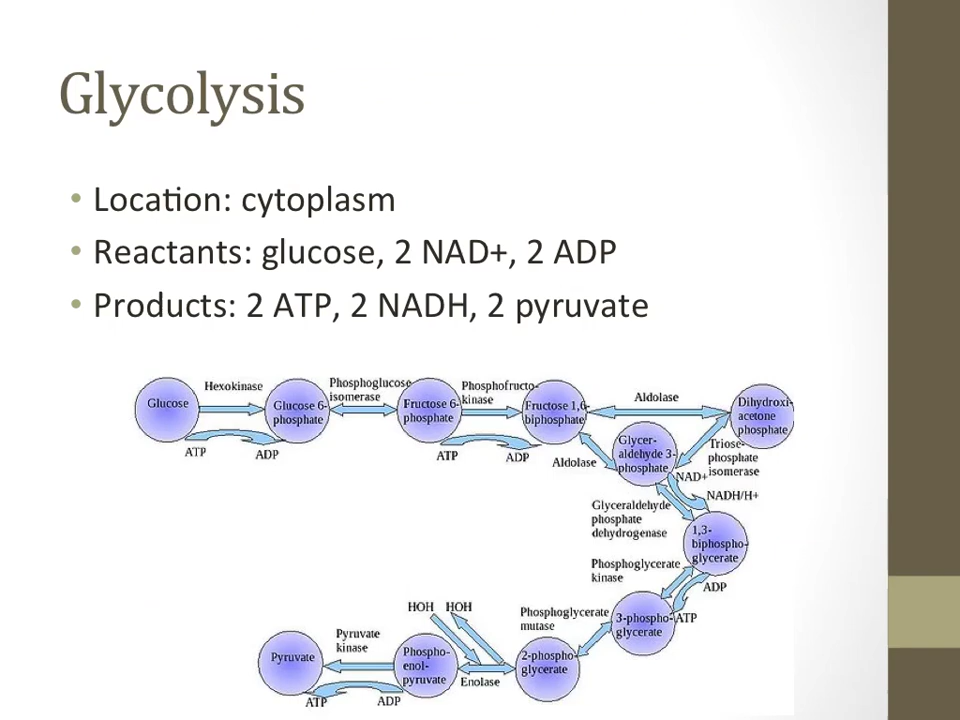 Glycolysis
• Location: cytoplasm
• Reactants: glucose, 2 NAD+, 2 ADP
• Products: 2 ATP, 2 NADH, 2 pyruvate
Glucose
Hexokinase
ATP
ADP
Glucose 6-
phosphate
Phosphoglucose
isomerase
Fructose 6-
phosphate
Phosphofructo-
kinase
ATP
ADP
Fructose 1,6-
biphosphate
Aldolase
Dihydroxi-
acetone
phosphate
Aldolase
Glycer-
aldehyde 3-
phosphate
Triose-
phosphate
isomerase
NAD+
NADH/H+
Glyceraldehyde
phosphate
dehydrogenase
1,3-
biphospho-
glycerate
Phosphoglycerate
kinase
ADP
ATP
3-phospho-
glycerate
Phosphoglycerate
mutase
2-phospho-
glycerate
HOH HOH
Enolase
Phospho-
enol-
pyruvate
Pyruvate
kinase
ADP
ATP
Pyruvate